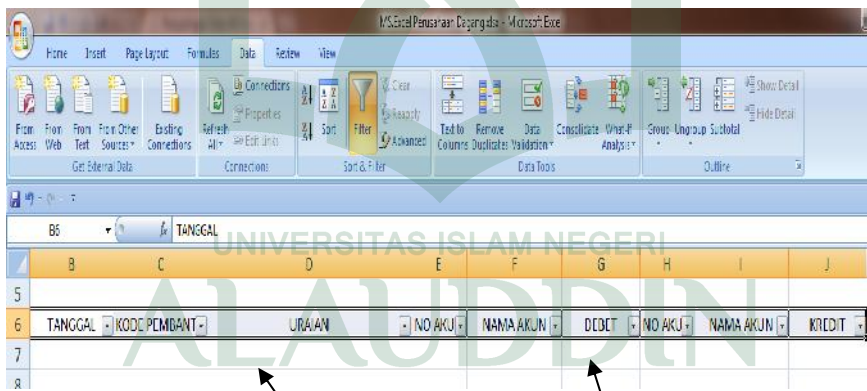 MS.Excel Perusahaan Dagang.xlsx - Microsoft Excel
Home Insert Page Layout Formulas Data Review View
From Access From Web From Text From Other Sources Existing Connections Refresh All Connections Properties Edit Links Sort Filter Clear Reapply Advanced Text to Columns Remove Duplicates Data Validation Consolidate What-If Analysis Group Ungroup Subtotal Show Detail Hide Detail
Get External Data Connections Sort & Filter Data Tools Outline
B6 fx TANGGAL
UNIVERSITAS ISLAM NEGERI
B C D E F G H I J
5
6 TANGGAL KODE PEMBANT URAIAN NO AKU NAMA AKUN DEBET NO AKU NAMA AKUN KREDIT
ALAUDDIN
7
8